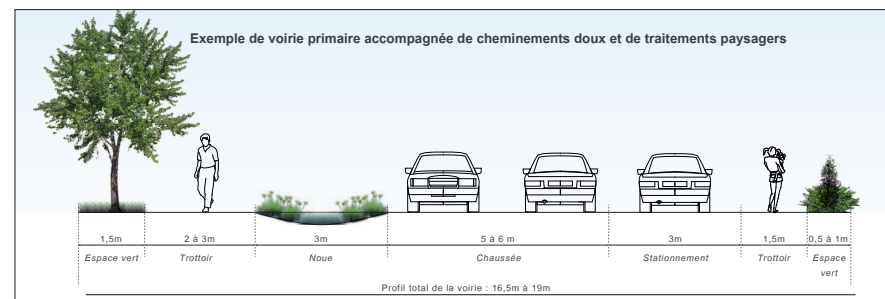 Exemple de voirie primaire accompagnée de cheminements doux et de traitements paysagers
1,5m 2 à 3m 3m 5 à 6 m 3m 1,5m 0,5 à 1m
Espace vert Trottoir Noue Chaussée Stationnement Trottoir Espace
vert
Profil total de la voirie : 16,5m à 19m